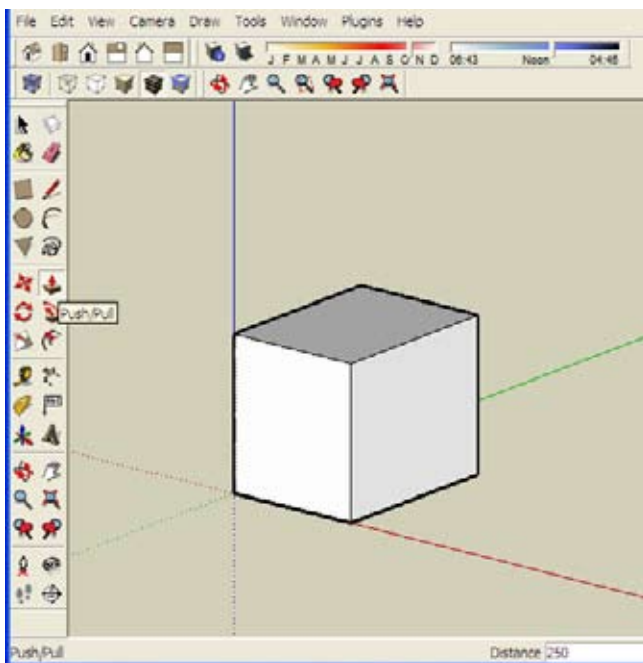 File Edit View Camera Draw Tools Window Plugins Help
J F M A M J J A S O N D 06:43 Noon 04:46
Push/Pull
Push/Pull Distance 250